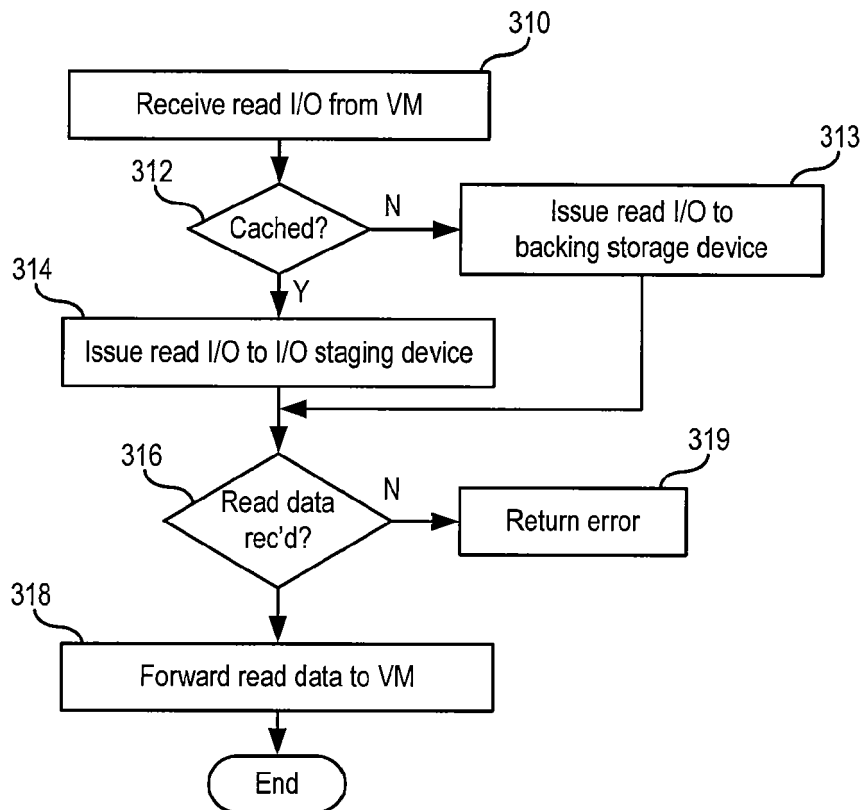 310
Receive read I/O from VM
312
Cached?
N
313
Issue read I/O to
backing storage device
Y
314
Issue read I/O to I/O staging device
316
Read data
rec'd?
N
319
Return error
318
Forward read data to VM
End